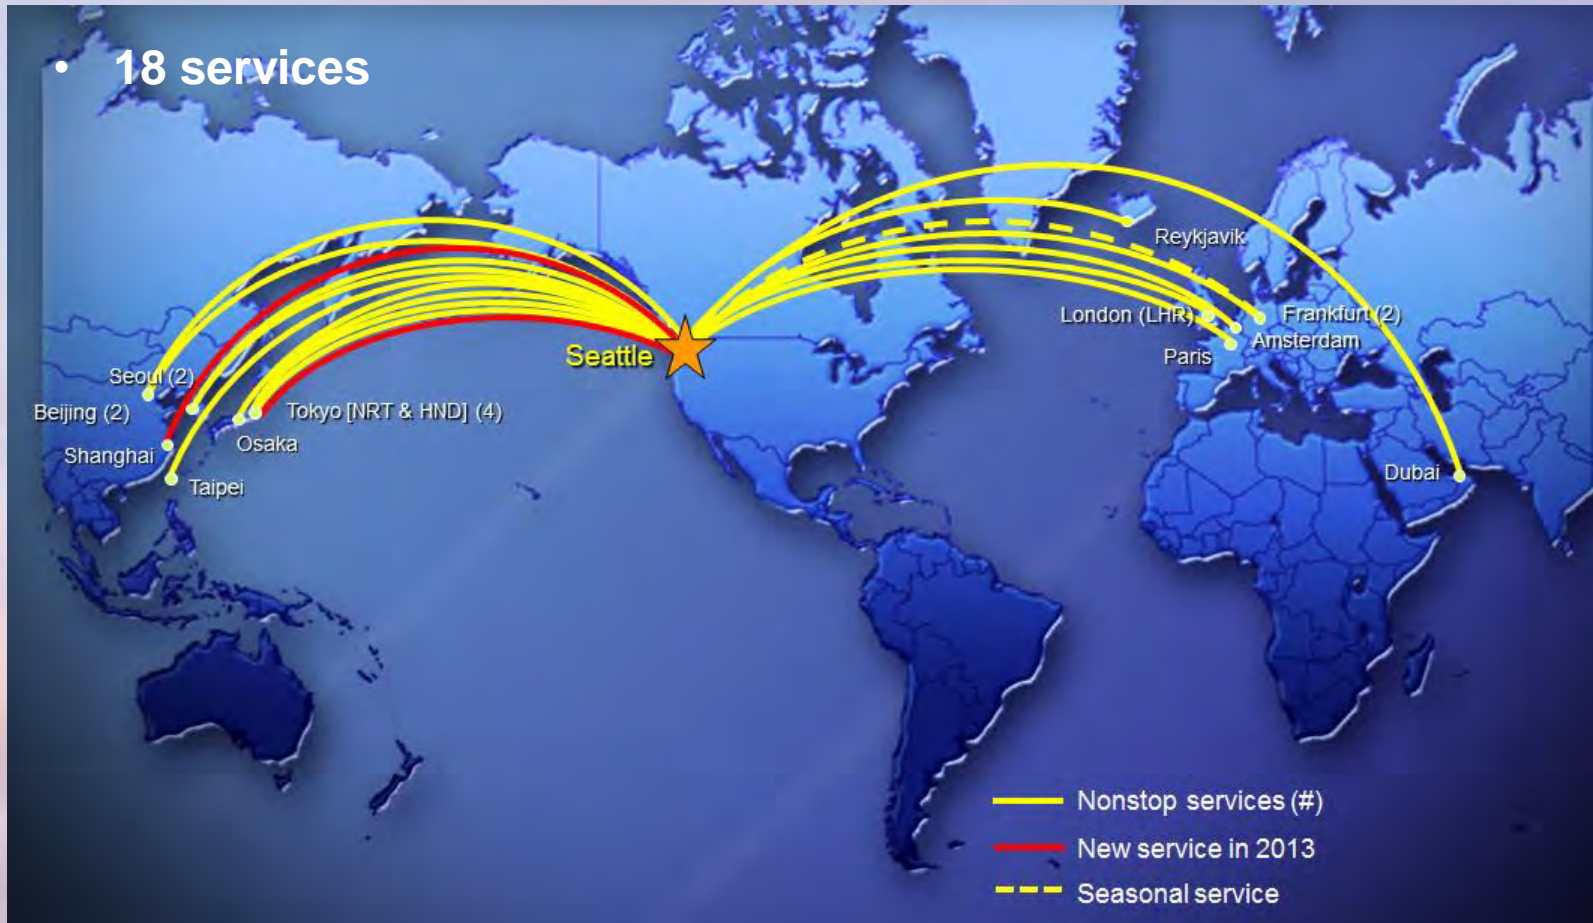 • 18 services
Reykjavik
London (LHR)
Frankfurt (2)
Amsterdam
Paris
Seattle
Seoul (2)
Beijing (2)
Tokyo [NRT & HND] (4)
Osaka
Shanghai
Taipei
Dubai
Nonstop services (#)
New service in 2013
Seasonal service